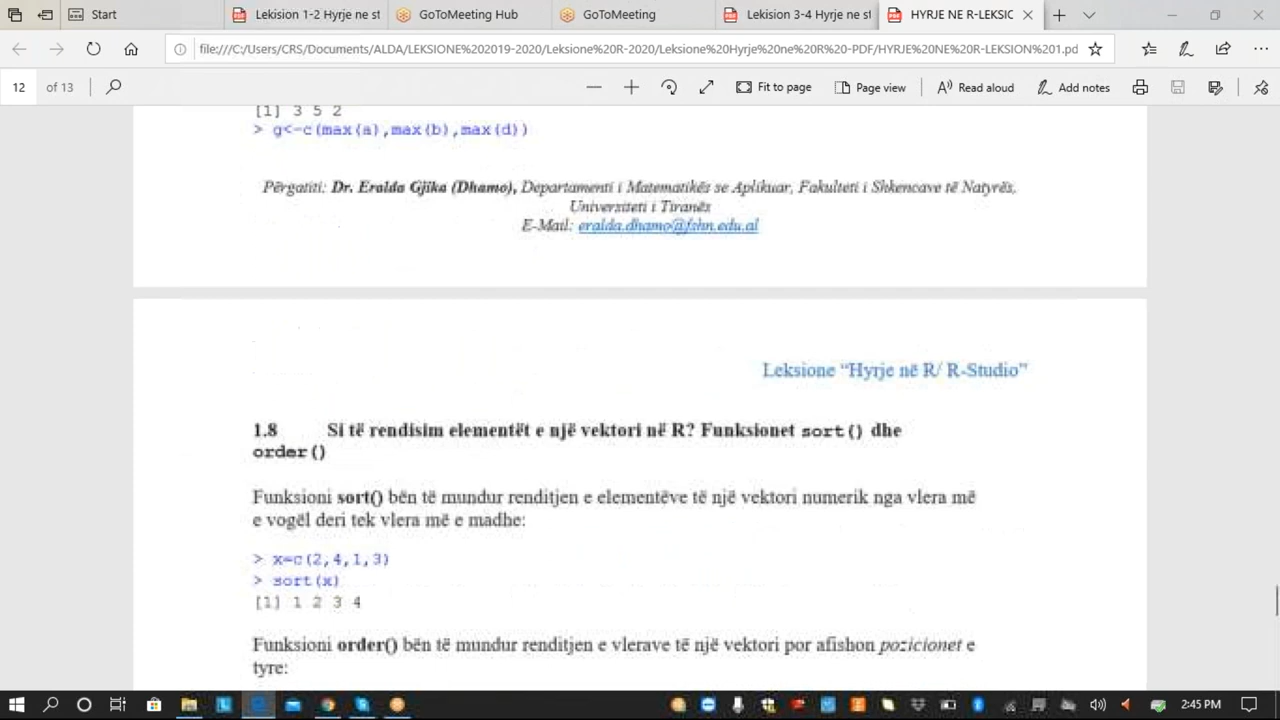 Start
Lekision 1-2 Hyrje ne st
GoToMeeting Hub
GoToMeeting
Lekision 3-4 Hyrje ne st
HYRJE NE R-LEKSIC
file:///C:/Users/CRS/Documents/ALDA/LEKSIONE%202019-2020/Leksione%20R-2020/Leksione%20Hyrje%20ne%20R%20-PDF/HYRJE%20NE%20R-LEKSION%201.pd
12 of 13
Fit to page
Page view
Read aloud
Add notes
[1] 3 5 2
> g<-c(max(a),max(b),max(d))
Përgatiti: Dr. Eralda Gjika (Dhamo), Departamenti i Matematikës se Aplikuar, Fakulteti i Shkencave të Natyrës,
Universiteti i Tiranës
E-Mail: eralda.dhamo@fshn.edu.al
Leksione “Hyrje në R/ R-Studio”
1.8 Si të rendisim elementët e një vektori në R? Funksionet sort() dhe
order()
Funksioni sort() bën të mundur renditjen e elementëve të një vektori numerik nga vlera më
e vogël deri tek vlera më e madhe:
> x=c(2,4,1,3)
> sort(x)
[1] 1 2 3 4
Funksioni order() bën të mundur renditjen e vlerave të një vektori por afishon pozicionet e
tyre:
2:45 PM